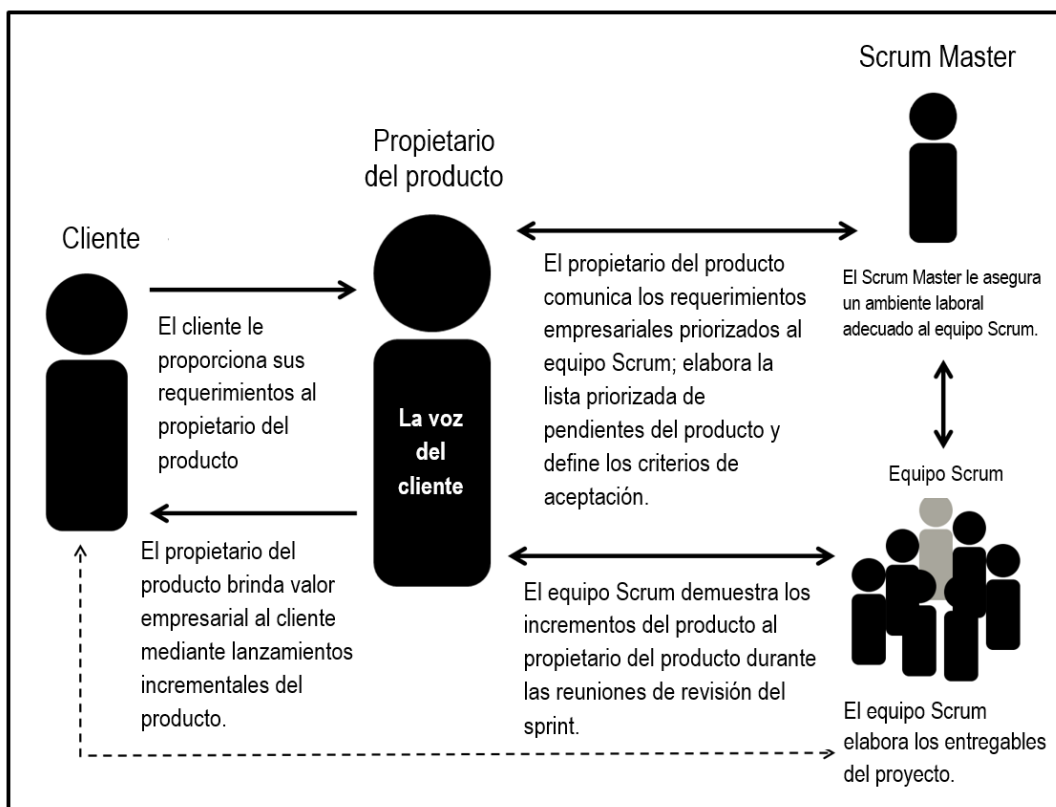 Scrum Master
Propietario
del producto
Cliente
El cliente le
proporciona sus
requerimientos al
propietario del
producto
La voz
del
cliente
El propietario del producto
comunica los requerimientos
empresariales priorizados al
equipo Scrum; elabora la
lista priorizada de
pendientes del producto y
define los criterios de
aceptación.
El Scrum Master le asegura
un ambiente laboral
adecuado al equipo Scrum.
Equipo Scrum
El propietario del
producto brinda valor
empresarial al cliente
mediante lanzamientos
incrementales del
producto.
El equipo Scrum demuestra los
incrementos del producto al
propietario del producto durante
las reuniones de revisión del
sprint.
El equipo Scrum
elabora los entregables
del proyecto.